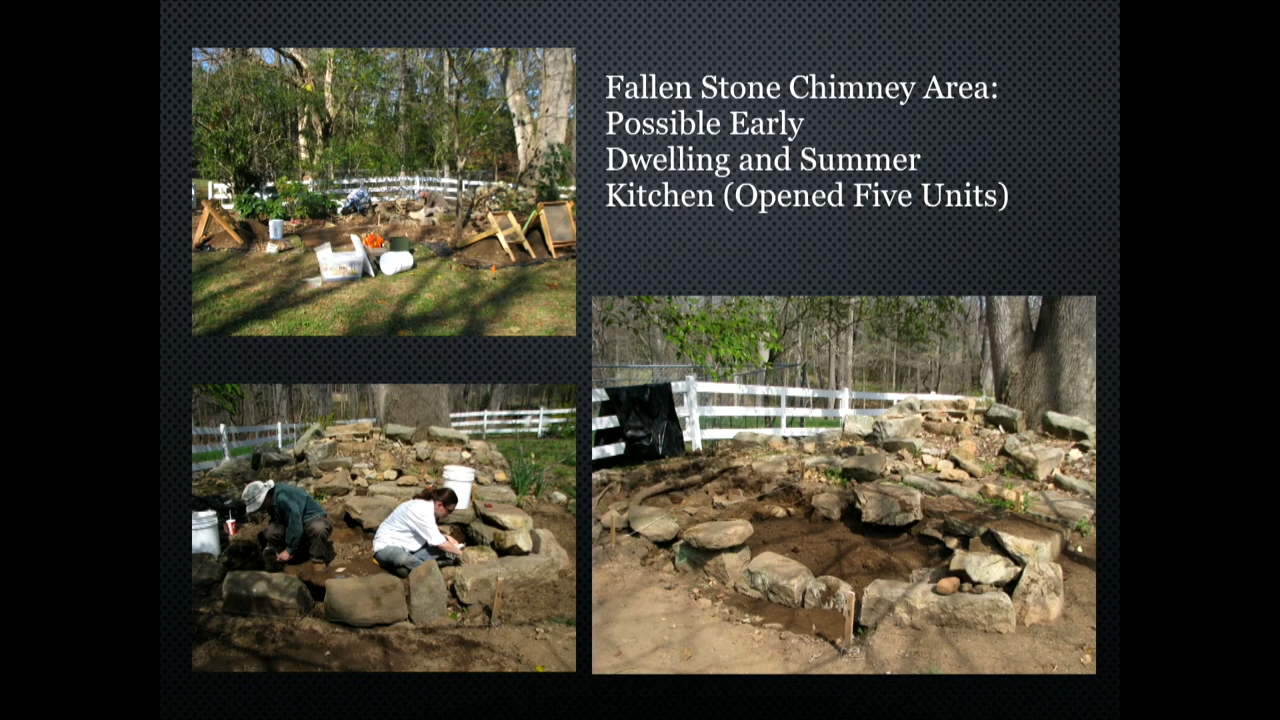 Fallen Stone Chimney Area:
Possible Early
Dwelling and Summer
Kitchen (Opened Five Units)